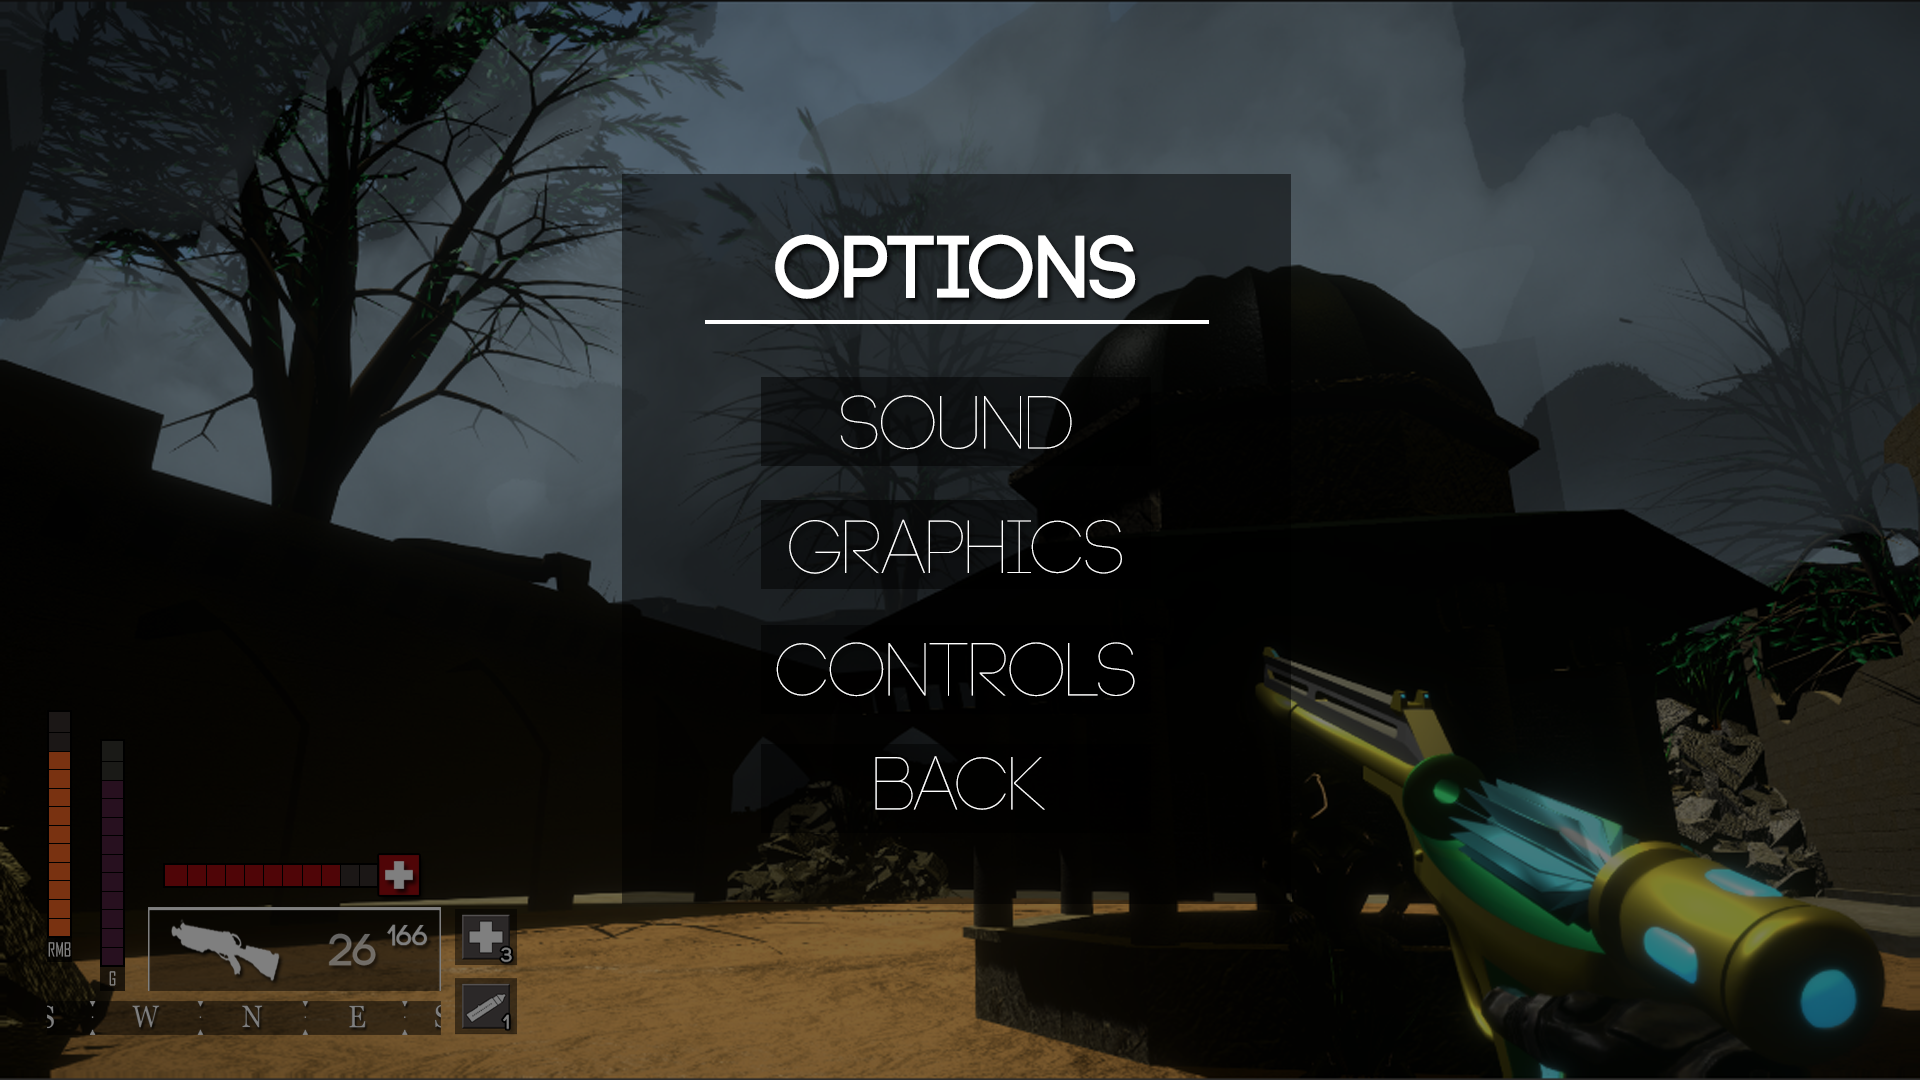 OPTIONS
SOUND
GRAPHICS
CONTROLS
BACK
RMB
G
26 166
3
S W N E S
1